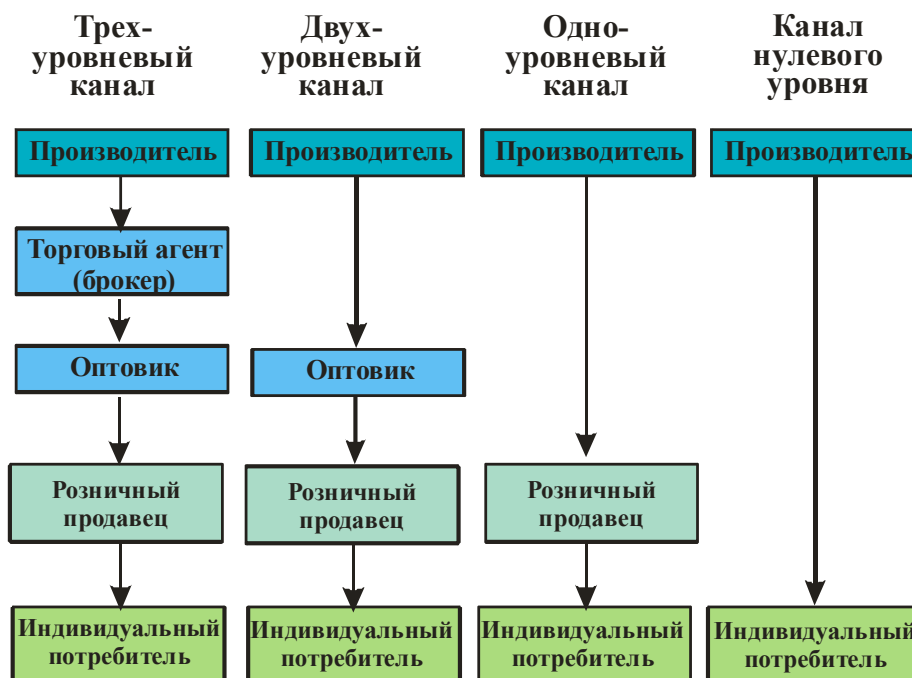 Трех-
уровневый
канал
Двух-
уровневый
канал
Одно-
уровневый
канал
Канал
нулевого
уровня
Производитель
Производитель
Производитель
Производитель
Торговый агент
(брокер)
Оптовик
Оптовик
Розничный
продавец
Розничный
продавец
Розничный
продавец
Индивидуальный
потребитель
Индивидуальный
потребитель
Индивидуальный
потребитель
Индивидуальный
потребитель